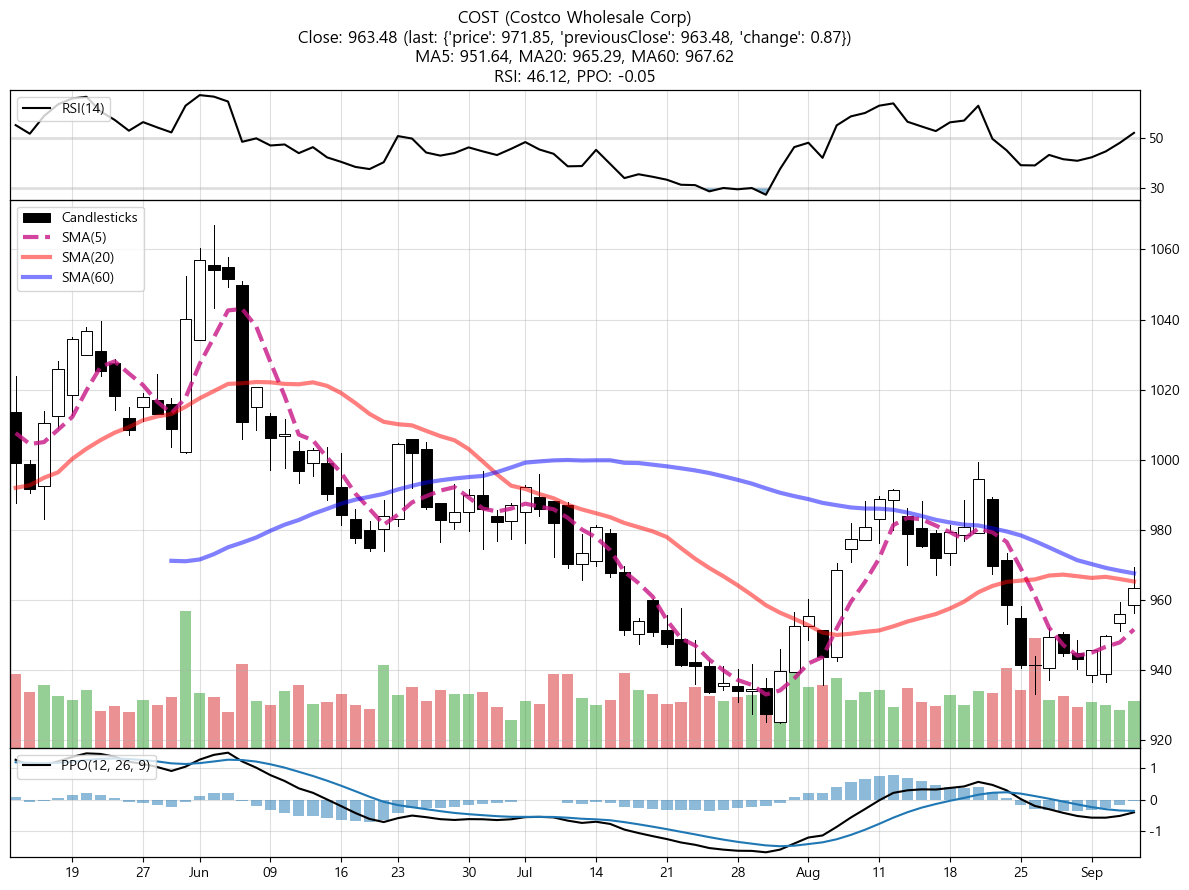 COST (Costco Wholesale Corp)
Close: 963.48 (last: {'price': 971.85, 'previousClose': 963.48, 'change': 0.87})
MA5: 951.64, MA20: 965.29, MA60: 967.62
RSI: 46.12, PPO: -0.05
RSI(14)
50
30
Candlesticks
SMA(5)
SMA(20)
SMA(60)
1060
1040
1020
1000
980
960
940
920
PPO(12, 26, 9)
1
0
-1
19 27 Jun 09 16 23 30 Jul 14 21 28 Aug 11 18 25 Sep